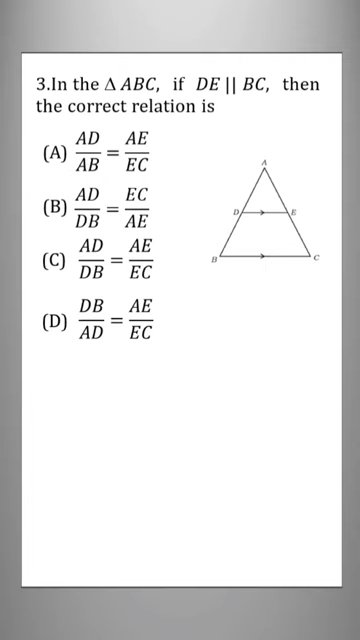 3.In the Δ ABC, if DE || BC, then
the correct relation is
(A) AD/AB = AE/EC
(B) AD/DB = EC/AE
(C) AD/DB = AE/EC
(D) DB/AD = AE/EC
A
D E
B C